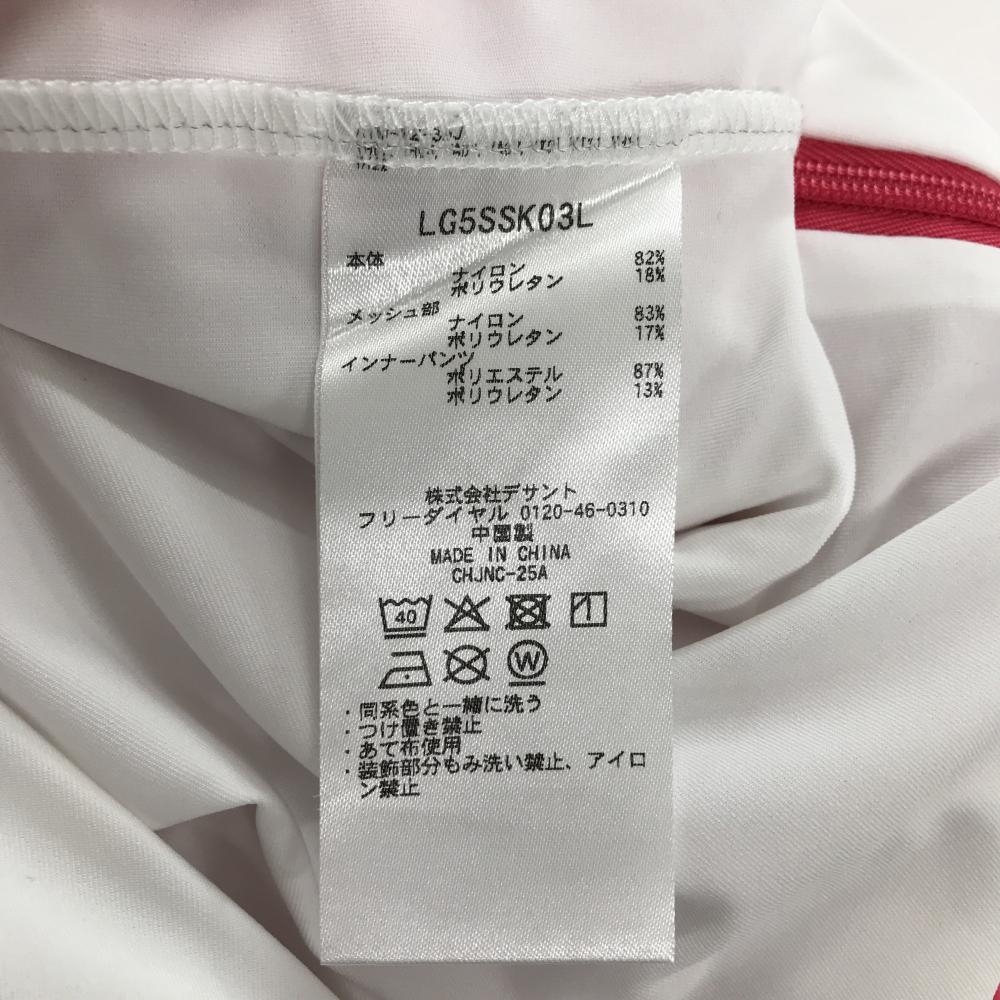 LG5SSK03L
本体
ナイロン 82%
ポリウレタン 18%
メッシュ部
ナイロン 83%
ポリウレタン 17%
インナーパンツ
ポリエステル 87%
ポリウレタン 13%
株式会社デサント
フリーダイヤル 0120-46-0310
中国製
MADE IN CHINA
CHJNC-25A
40
W
・同系色と一緒に洗う
・つけ置き禁止
・あて布使用
・装飾部分もみ洗い禁止、アイロ
ン禁止